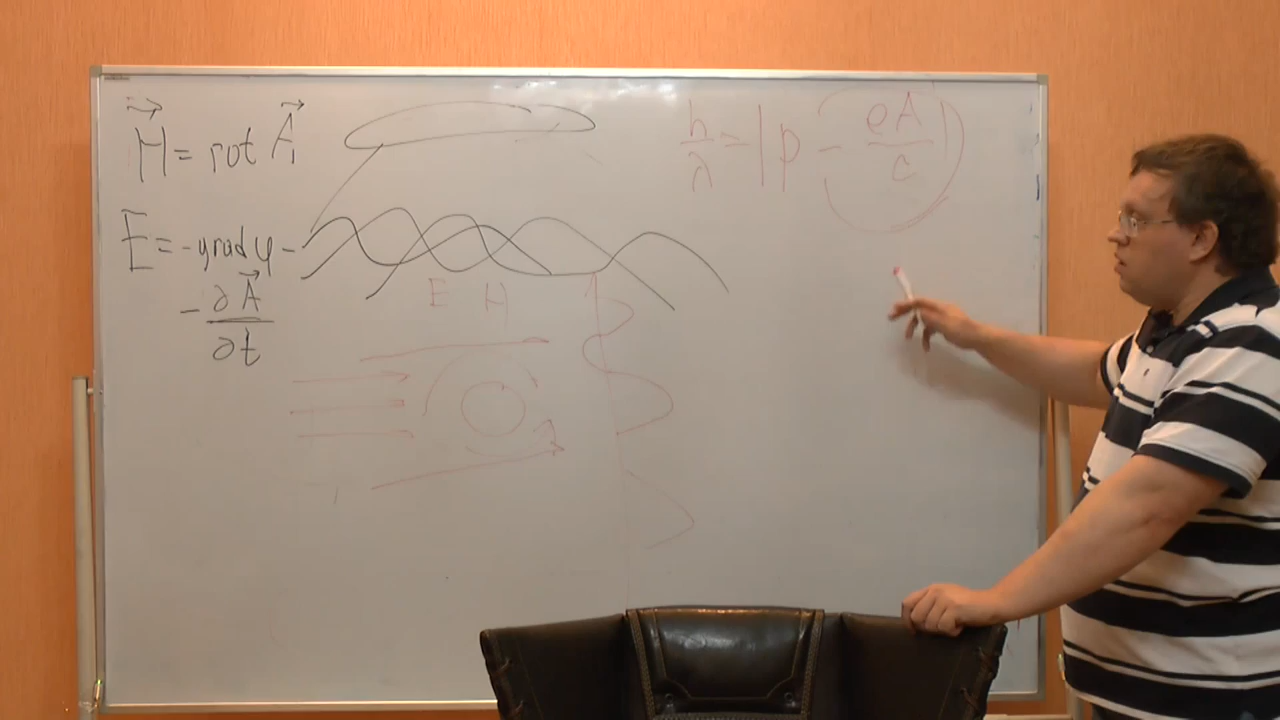 H⃗ = rot A⃗
E⃗ = -grad φ -
- ∂A⃗/∂t
h/λ = |p - eA/c|
E H